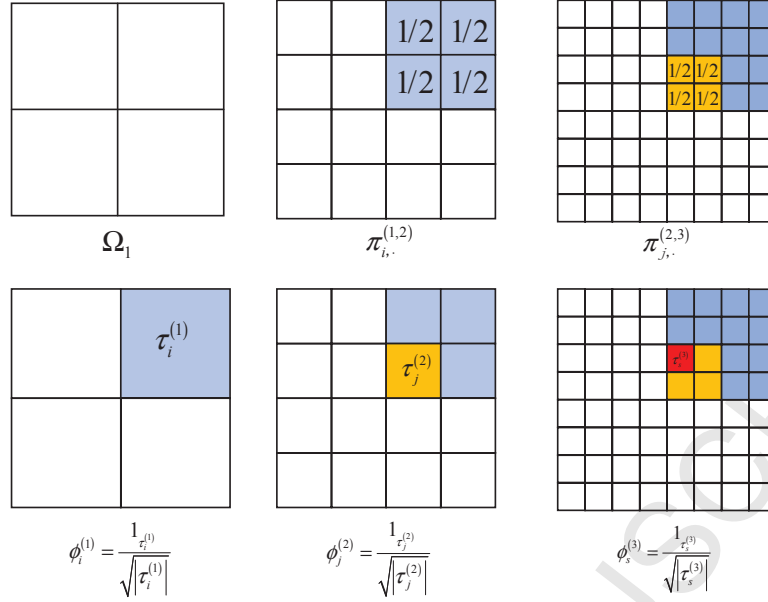 1/2 1/2
1/2 1/2
1/2 1/2
1/2 1/2
Ω₁
π_{i,·}^{(1,2)}
π_{j,·}^{(2,3)}
τ_i^{(1)}
τ_j^{(2)}
τ_s^{(3)}
φ_i^{(1)} = 1_{τ_i^{(1)}} / √|τ_i^{(1)}|
φ_j^{(2)} = 1_{τ_j^{(2)}} / √|τ_j^{(2)}|
φ_s^{(3)} = 1_{τ_s^{(3)}} / √|τ_s^{(3)}|